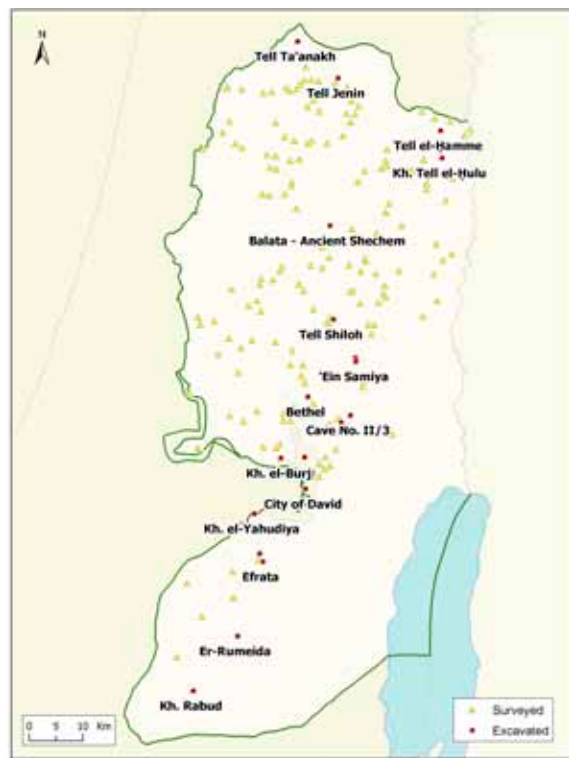 N
Tell Ta'anakh
Tell Jenin
Tell el-Ḥamme
Kh. Tell el-Ḥulu
Balata - Ancient Shechem
Tell Shiloh
'Ein Samiya
Bethel
Cave No. II/3
Kh. el-Burj
City of David
Kh. el-Yahudiya
Efrata
Er-Rumeida
Kh. Rabud
0 5 10 Km
Surveyed
Excavated